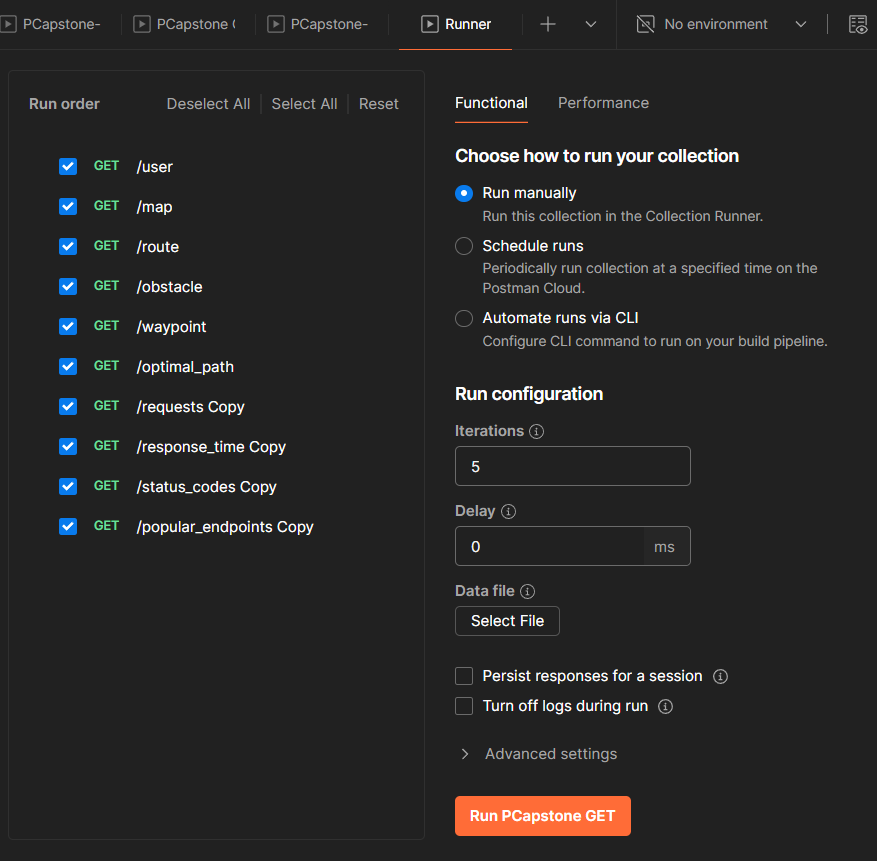 PCapstone-
PCapstone
PCapstone-
Runner
No environment
Run order
Deselect All
Select All
Reset
GET /user
GET /map
GET /route
GET /obstacle
GET /waypoint
GET /optimal_path
GET /requests Copy
GET /response_time Copy
GET /status_codes Copy
GET /popular_endpoints Copy
Functional
Performance
Choose how to run your collection
Run manually
Run this collection in the Collection Runner.
Schedule runs
Periodically run collection at a specified time on the
Postman Cloud.
Automate runs via CLI
Configure CLI command to run on your build pipeline.
Run configuration
Iterations
5
Delay
0 ms
Data file
Select File
Persist responses for a session
Turn off logs during run
Advanced settings
Run PCapstone GET